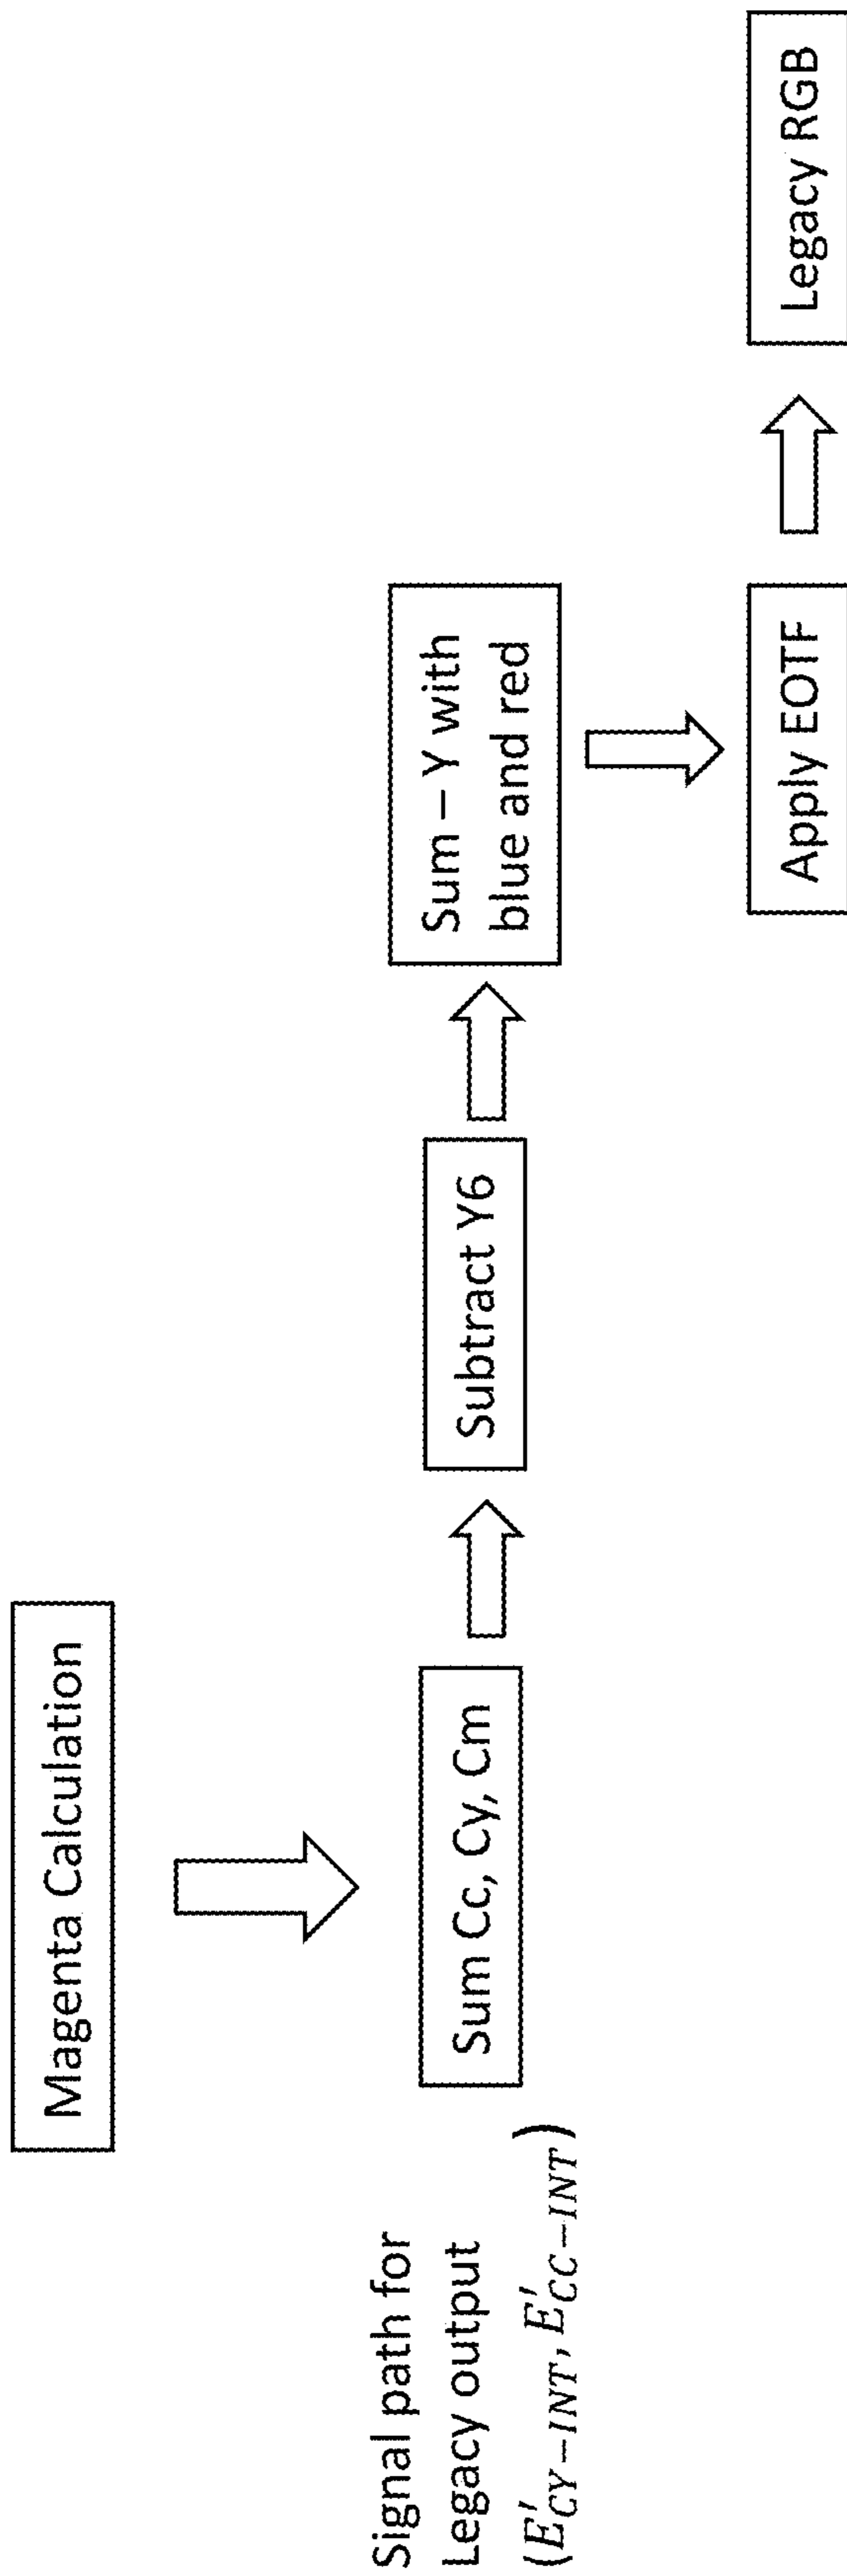 Magenta Calculation
Signal path for
Legacy output
(E′CY−INT, E′CC−INT)
Sum Cc, Cy, Cm
Subtract Y6
Sum – Y with
blue and red
Apply EOTF
Legacy RGB